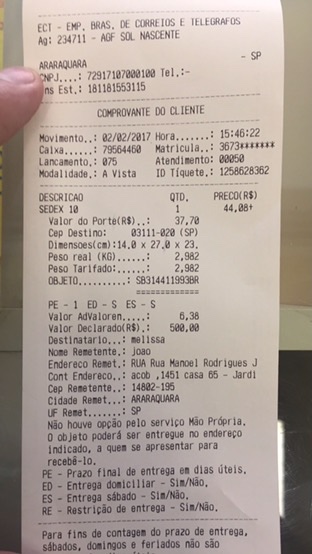 ECT - EMP. BRAS. DE CORREIOS E TELEGRAFOS
Ag: 234711 - AGF SOL NASCENTE
ARARAQUARA - SP
CNPJ....: 72917107000100 Tel.:-
Ins Est.: 181181553115
COMPROVANTE DO CLIENTE
Movimento..: 02/02/2017 Hora.......: 15:46:22
Caixa......: 79564460 Matricula..: 3673*******
Lancamento.: 075 Atendimento: 00050
Modalidade.: A Vista ID Tíquete.: 1258628362
DESCRICAO QTD. PREÇO(R$)
SEDEX 10 1 44,08+
Valor do Porte(R$)..: 37,70
Cep Destino: 03111-020 (SP)
Dimensoes(cm):14.0 x 27.0 x 23.
Peso real (KG)......: 2,982
Peso Tarifado:......: 2,982
OBJETO..........: SB314411993BR
=============
PE - 1 ED - S ES - S
Valor AdValoren.....: 6,38
Valor Declarado(R$).: 500,00
Destinatario...: melissa
Nome Remetente.: joao
Endereco Remet.: RUA Rua Manoel Rodrigues J
Cont Endereco..: acob ,1451 casa 65 - Jardi
Cep Remetente..: 14802-195
Cidade Remet...: ARARAQUARA
UF Remet.......: SP
Não houve opção pelo serviço Mão Própria.
O objeto poderá ser entregue no endereço
indicado, a quem se apresentar para
recebê-lo.
PE - Prazo final de entrega em dias úteis.
ED - Entrega domiciliar - Sim/Não.
ES - Entrega sábado - Sim/Não.
RE - Restrição de entrega - Sim/Não.
Para fins de contagem do prazo de entrega,
sábados, domingos e feriados não são